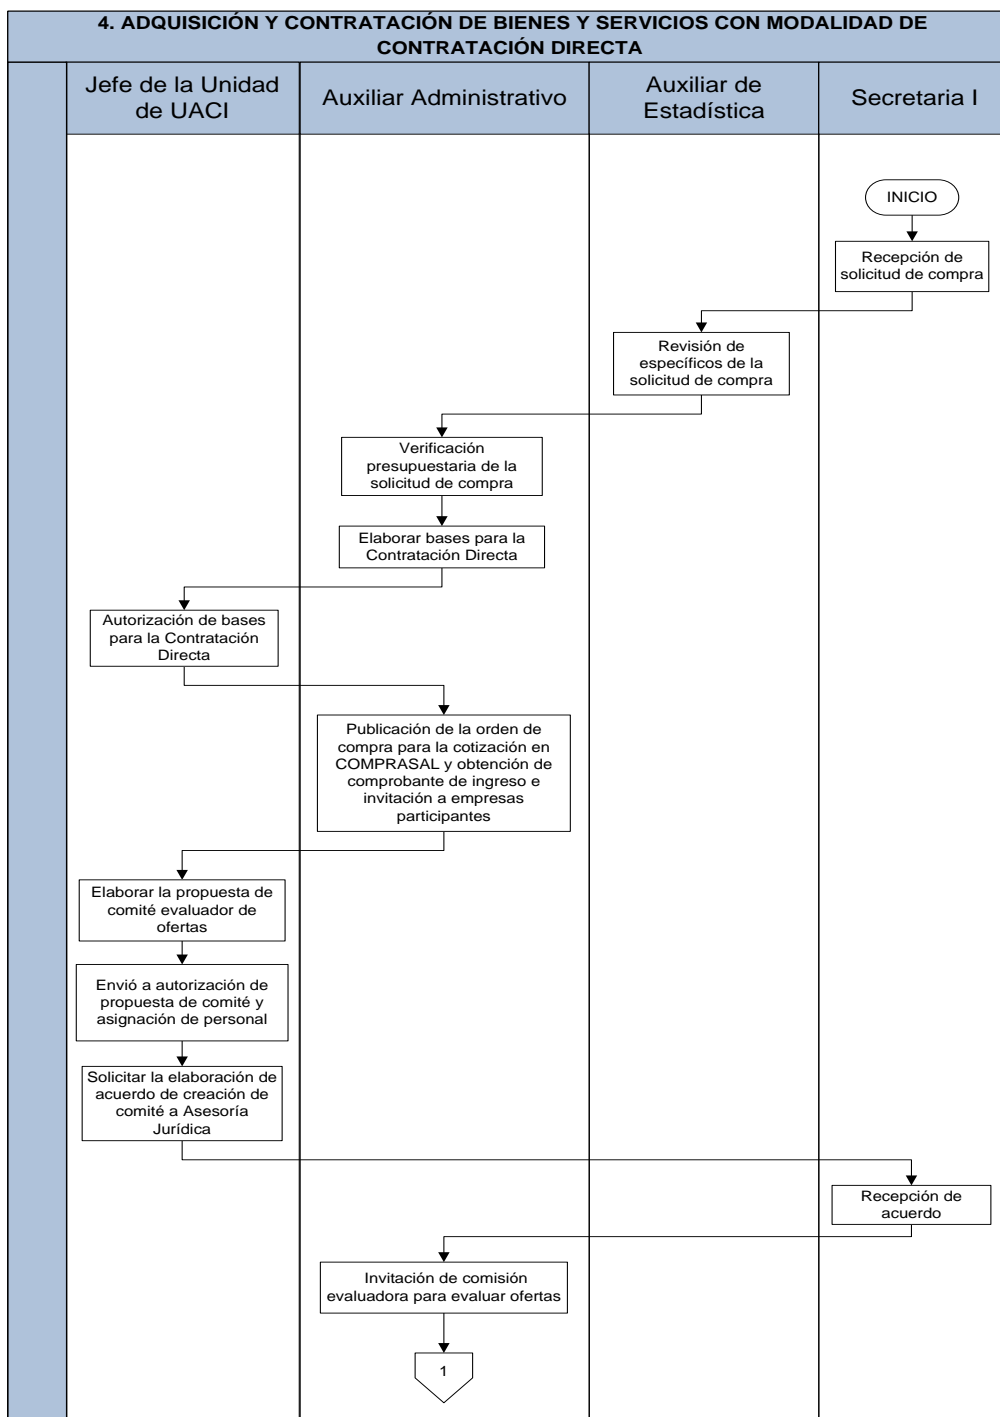 4. ADQUISICIÓN Y CONTRATACIÓN DE BIENES Y SERVICIOS CON MODALIDAD DE
CONTRATACIÓN DIRECTA
Jefe de la Unidad
de UACI
Auxiliar Administrativo
Auxiliar de
Estadística
Secretaria I
INICIO
Recepción de
solicitud de compra
Revisión de
específicos de la
solicitud de compra
Verificación
presupuestaria de la
solicitud de compra
Elaborar bases para la
Contratación Directa
Autorización de bases
para la Contratación
Directa
Publicación de la orden de
compra para la cotización en
COMPRASAL y obtención de
comprobante de ingreso e
invitación a empresas
participantes
Elaborar la propuesta de
comité evaluador de
ofertas
Envió a autorización de
propuesta de comité y
asignación de personal
Solicitar la elaboración de
acuerdo de creación de
comité a Asesoría
Jurídica
Recepción de
acuerdo
Invitación de comisión
evaluadora para evaluar ofertas
1